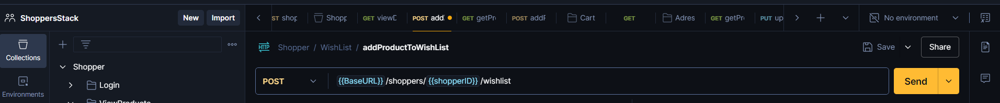 ShoppersStack New Import
ST shop Shopp GET viewD POST add GET getPr POST addP Cart GET Adres GET getPr PUT up No environment
Collections
Shopper / WishList / addProductToWishList Save Share
Shopper
POST {{BaseURL}}/shoppers/{{shopperID}}/wishlist Send
Login
Environments
ViewProducts